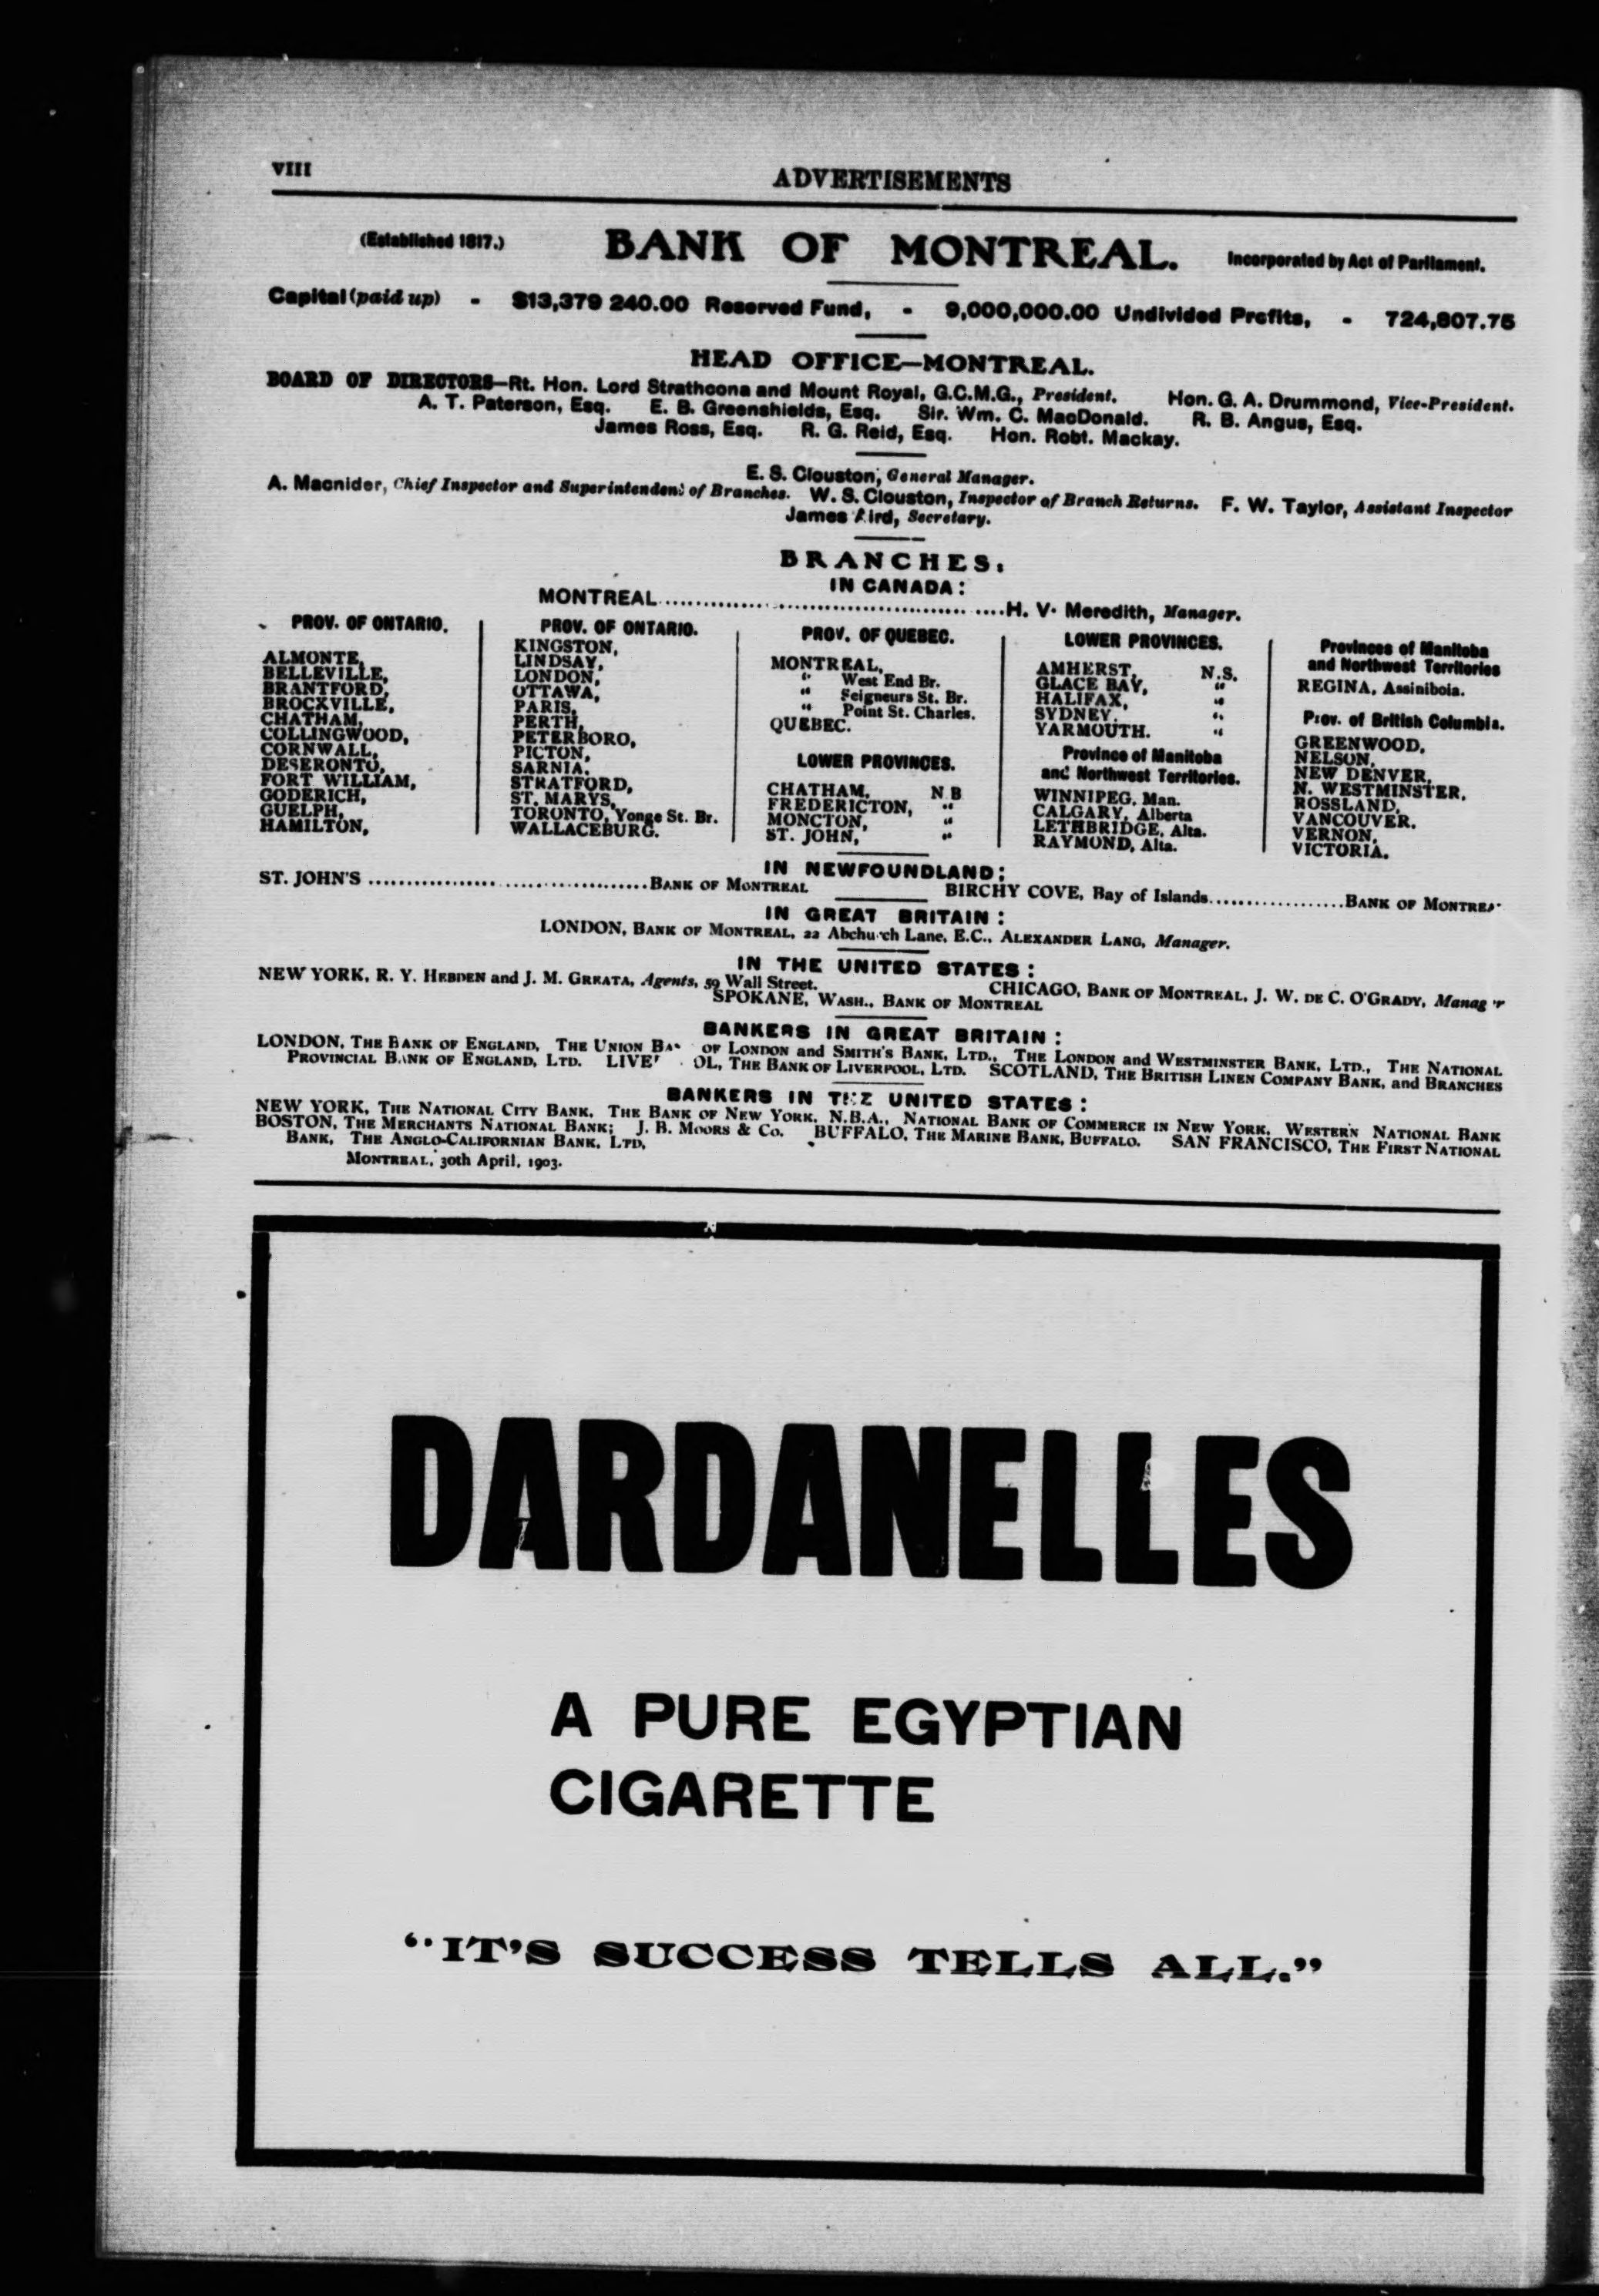 VIII
ADVERTISEMENTS
(Established 1817.) BANK OF MONTREAL. Incorporated by Act of Parliament.
Capital (paid up) - $13,379 240.00 Reserved Fund, - 9,000,000.00 Undivided Profits, - 724,807.75
HEAD OFFICE—MONTREAL.
BOARD OF DIRECTORS—Rt. Hon. Lord Strathcona and Mount Royal, G.C.M.G., President. Hon. G. A. Drummond, Vice-President.
A. T. Paterson, Esq. E. B. Greenshields, Esq. Sir. Wm. C. MacDonald. R. B. Angus, Esq.
James Ross, Esq. R. G. Reid, Esq. Hon. Robt. Mackay.
E. S. Clouston, General Manager.
A. Macnider, Chief Inspector and Superintendent of Branches. W. S. Clouston, Inspector of Branch Returns. F. W. Taylor, Assistant Inspector
James Aird, Secretary.
BRANCHES.
IN CANADA:
MONTREAL................................................H. V. Meredith, Manager.
PROV. OF ONTARIO.
ALMONTE,
BELLEVILLE,
BRANTFORD,
BROCKVILLE,
CHATHAM,
COLLINGWOOD,
CORNWALL,
DESERONTO,
FORT WILLIAM,
GODERICH,
GUELPH,
HAMILTON,
PROV. OF ONTARIO.
KINGSTON,
LINDSAY,
LONDON,
OTTAWA,
PARIS,
PERTH,
PETERBORO,
PICTON,
SARNIA.
STRATFORD,
ST. MARYS,
TORONTO, Yonge St. Br.
WALLACEBURG.
PROV. OF QUEBEC.
MONTREAL,
" West End Br.
" Seigneurs St. Br.
" Point St. Charles.
QUEBEC.
LOWER PROVINCES.
CHATHAM, N B
FREDERICTON, "
MONCTON, "
ST. JOHN, "
LOWER PROVINCES.
AMHERST, N.S.
GLACE BAY, "
HALIFAX, "
SYDNEY. "
YARMOUTH. "
Province of Manitoba
and Northwest Territories.
WINNIPEG, Man.
CALGARY, Alberta
LETHBRIDGE, Alta.
RAYMOND, Alta.
Provinces of Manitoba
and Northwest Territories
REGINA, Assiniboia.
Prov. of British Columbia.
GREENWOOD,
NELSON,
NEW DENVER,
N. WESTMINSTER,
ROSSLAND,
VANCOUVER,
VERNON,
VICTORIA.
IN NEWFOUNDLAND:
ST. JOHN'S ......................................BANK OF MONTREAL BIRCHY COVE, Bay of Islands...................BANK OF MONTREA
IN GREAT BRITAIN:
LONDON, BANK OF MONTREAL, 22 Abchurch Lane, E.C., ALEXANDER LANG, Manager.
IN THE UNITED STATES:
NEW YORK, R. Y. HEBDEN and J. M. GREATA, Agents, 59 Wall Street. CHICAGO, BANK OF MONTREAL, J. W. DE C. O'GRADY, Manager
SPOKANE, WASH., BANK OF MONTREAL
BANKERS IN GREAT BRITAIN:
LONDON, THE BANK OF ENGLAND, THE UNION BA OF LONDON and SMITH'S BANK, LTD., THE LONDON and WESTMINSTER BANK, LTD., THE NATIONAL
PROVINCIAL BANK OF ENGLAND, LTD. LIVE OL, THE BANK OF LIVERPOOL, LTD. SCOTLAND, THE BRITISH LINEN COMPANY BANK, and BRANCHES
BANKERS IN THE UNITED STATES:
NEW YORK, THE NATIONAL CITY BANK, THE BANK OF NEW YORK, N.B.A., NATIONAL BANK OF COMMERCE IN NEW YORK, WESTERN NATIONAL BANK
BOSTON, THE MERCHANTS NATIONAL BANK; J. B. MOORS & CO. BUFFALO, THE MARINE BANK, BUFFALO. SAN FRANCISCO, THE FIRST NATIONAL
BANK, THE ANGLO-CALIFORNIAN BANK, LTD,
MONTREAL, 30th April, 1903.
DARDANELLES
A PURE EGYPTIAN
CIGARETTE
"IT'S SUCCESS TELLS ALL."